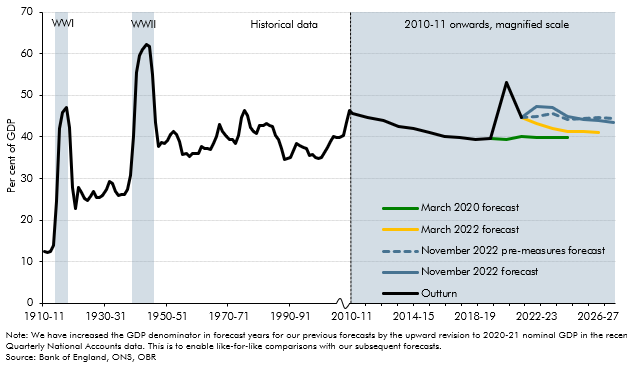 70
WWI
WWII
Historical data
2010-11 onwards, magnified scale
60
50
40
30
20
10
0
Per cent of GDP
March 2020 forecast
March 2022 forecast
November 2022 pre-measures forecast
November 2022 forecast
Outturn
1910-11 1930-31 1950-51 1970-71 1990-91 2010-11 2014-15 2018-19 2022-23 2026-27
Note: We have increased the GDP denominator in forecast years for our previous forecasts by the upward revision to 2020-21 nominal GDP in the recen
Quarterly National Accounts data. This is to enable like-for-like comparisons with our subsequent forecasts.
Source: Bank of England, ONS, OBR